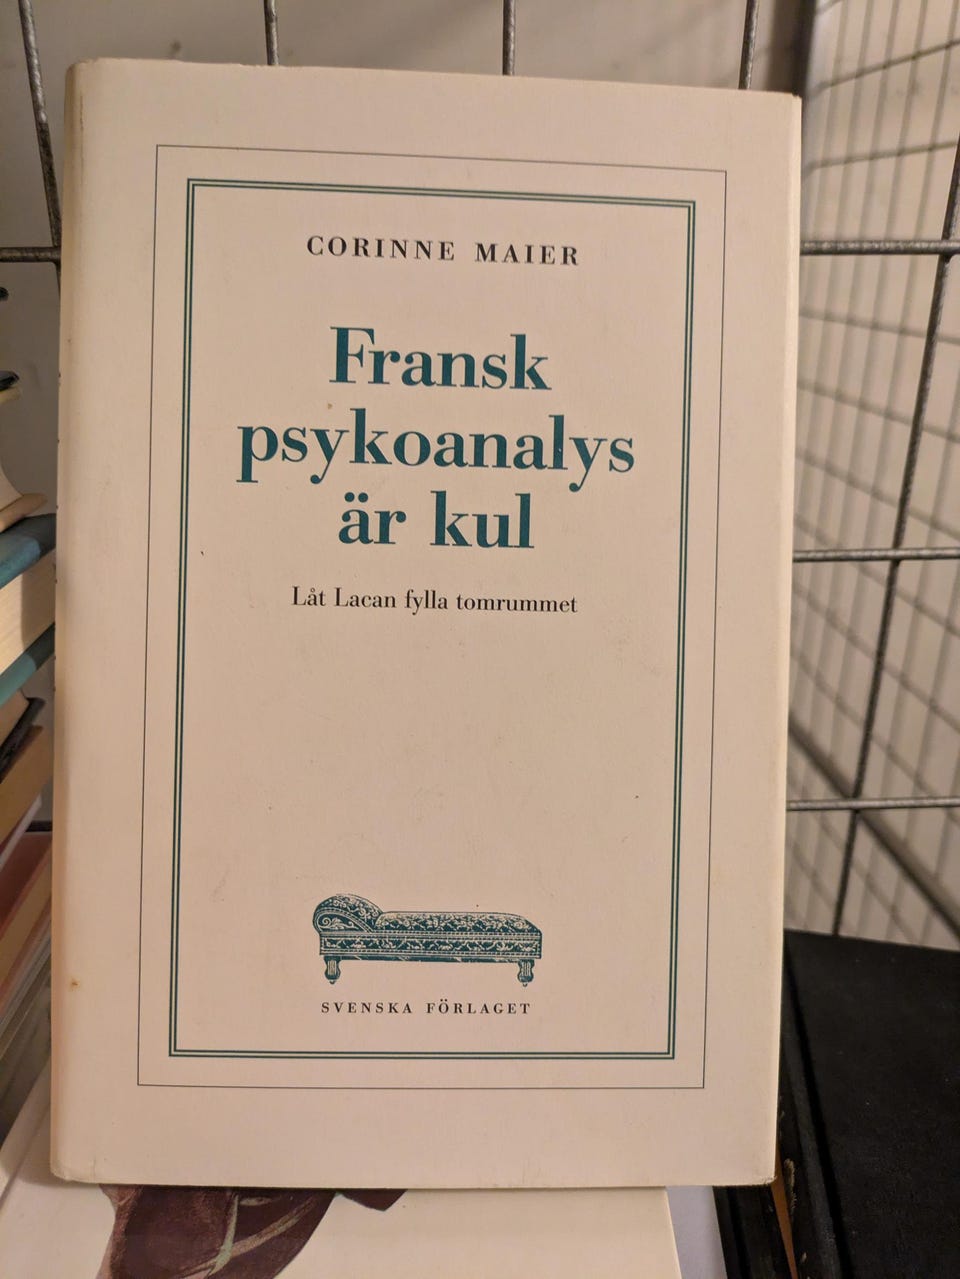 CORINNE MAIER
Fransk
psykoanalys
är kul
Låt Lacan fylla tomrummet
SVENSKA FÖRLAGET